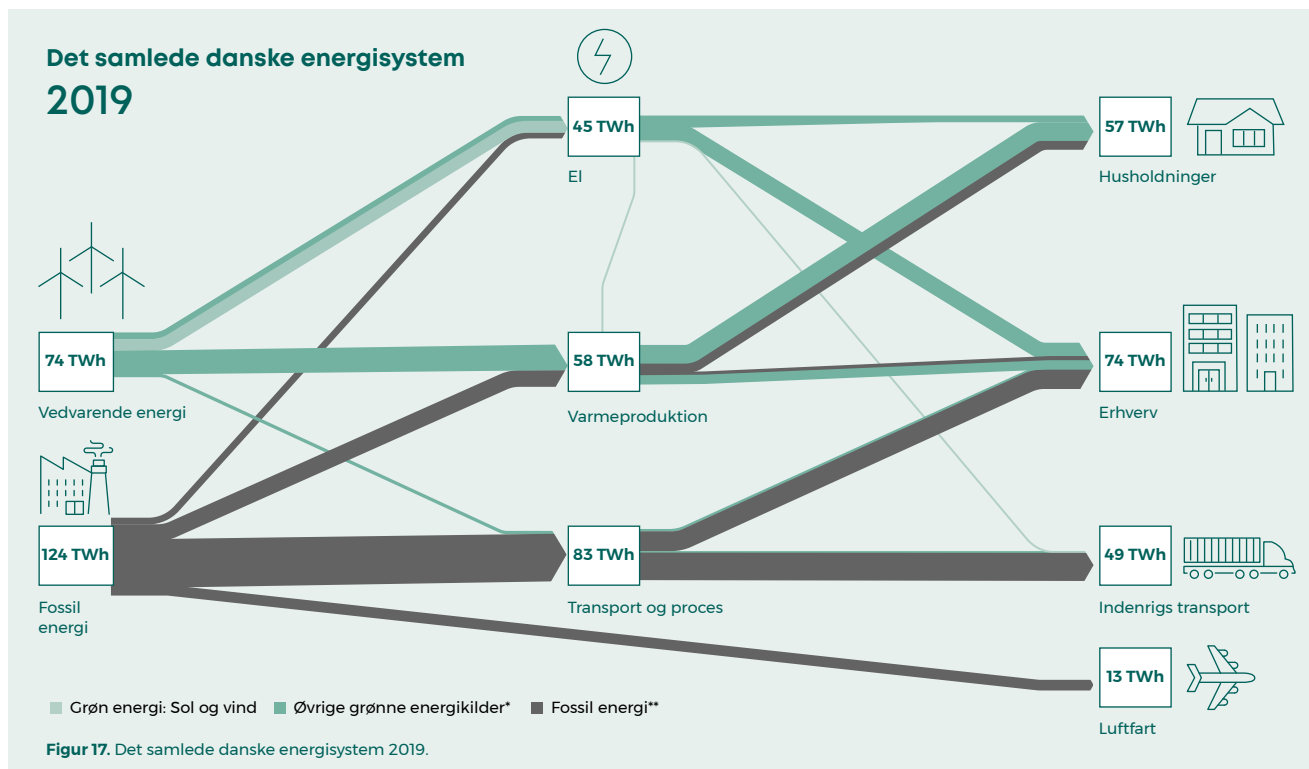 Det samlede danske energisystem
2019
45 TWh
El
57 TWh
Husholdninger
74 TWh
Vedvarende energi
58 TWh
Varmeproduktion
74 TWh
Erhverv
124 TWh
Fossil
energi
83 TWh
Transport og proces
49 TWh
Indenrigs transport
13 TWh
Luftfart
Grøn energi: Sol og vind
Øvrige grønne energikilder*
Fossil energi**
Figur 17. Det samlede danske energisystem 2019.